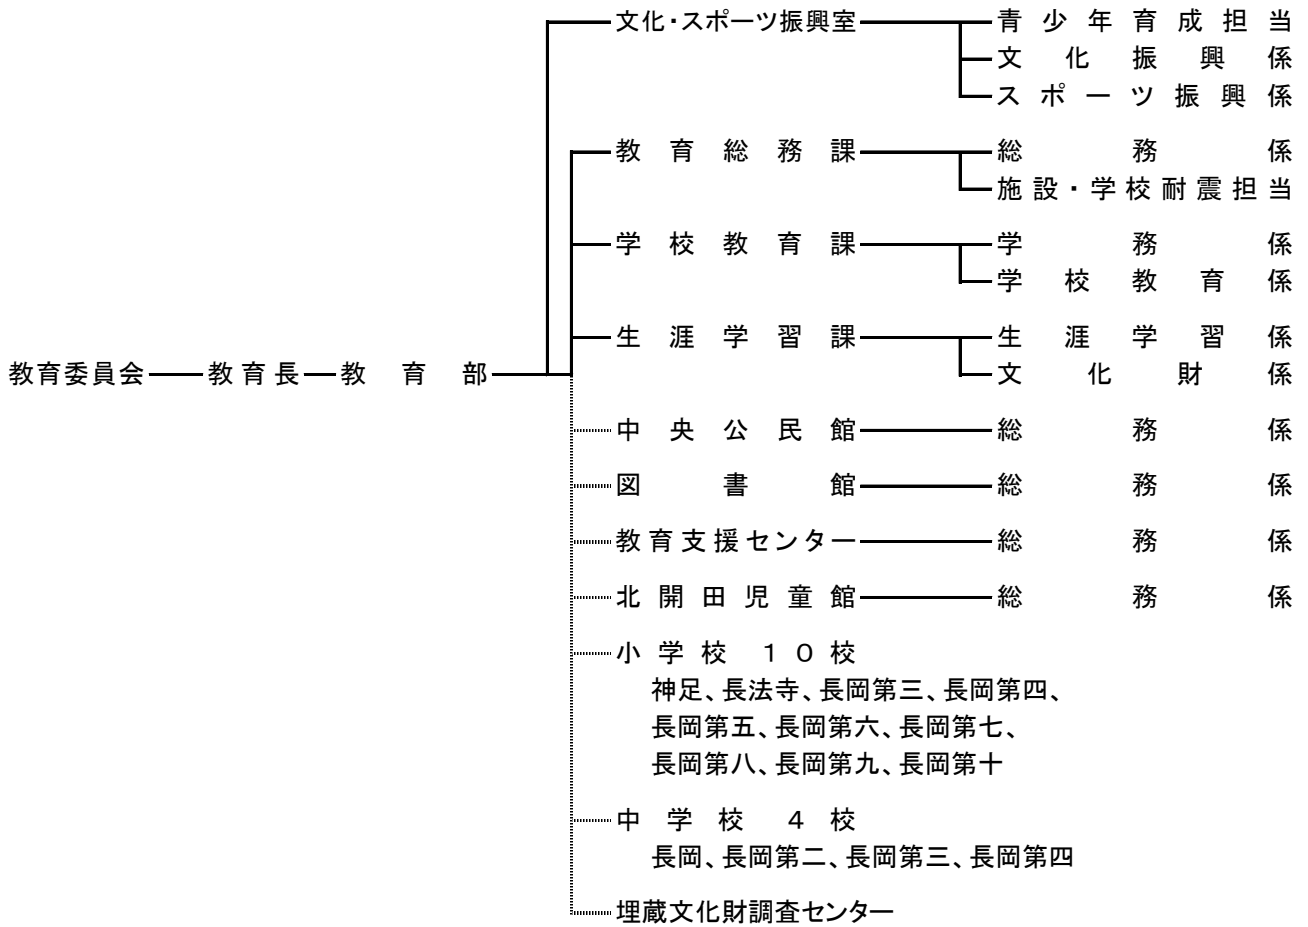 文化・スポーツ振興室 青少年育成担当
文化振興係
スポーツ振興係
教育総務課 総務係
施設・学校耐震担当
学校教育課 学務係
学校教育係
生涯学習課 生涯学習係
教育委員会 教育長 教育部 文化財係
中央公民館 総務係
図書館 総務係
教育支援センター 総務係
北開田児童館 総務係
小学校 10校
神足、長法寺、長岡第三、長岡第四、
長岡第五、長岡第六、長岡第七、
長岡第八、長岡第九、長岡第十
中学校 4校
長岡、長岡第二、長岡第三、長岡第四
埋蔵文化財調査センター